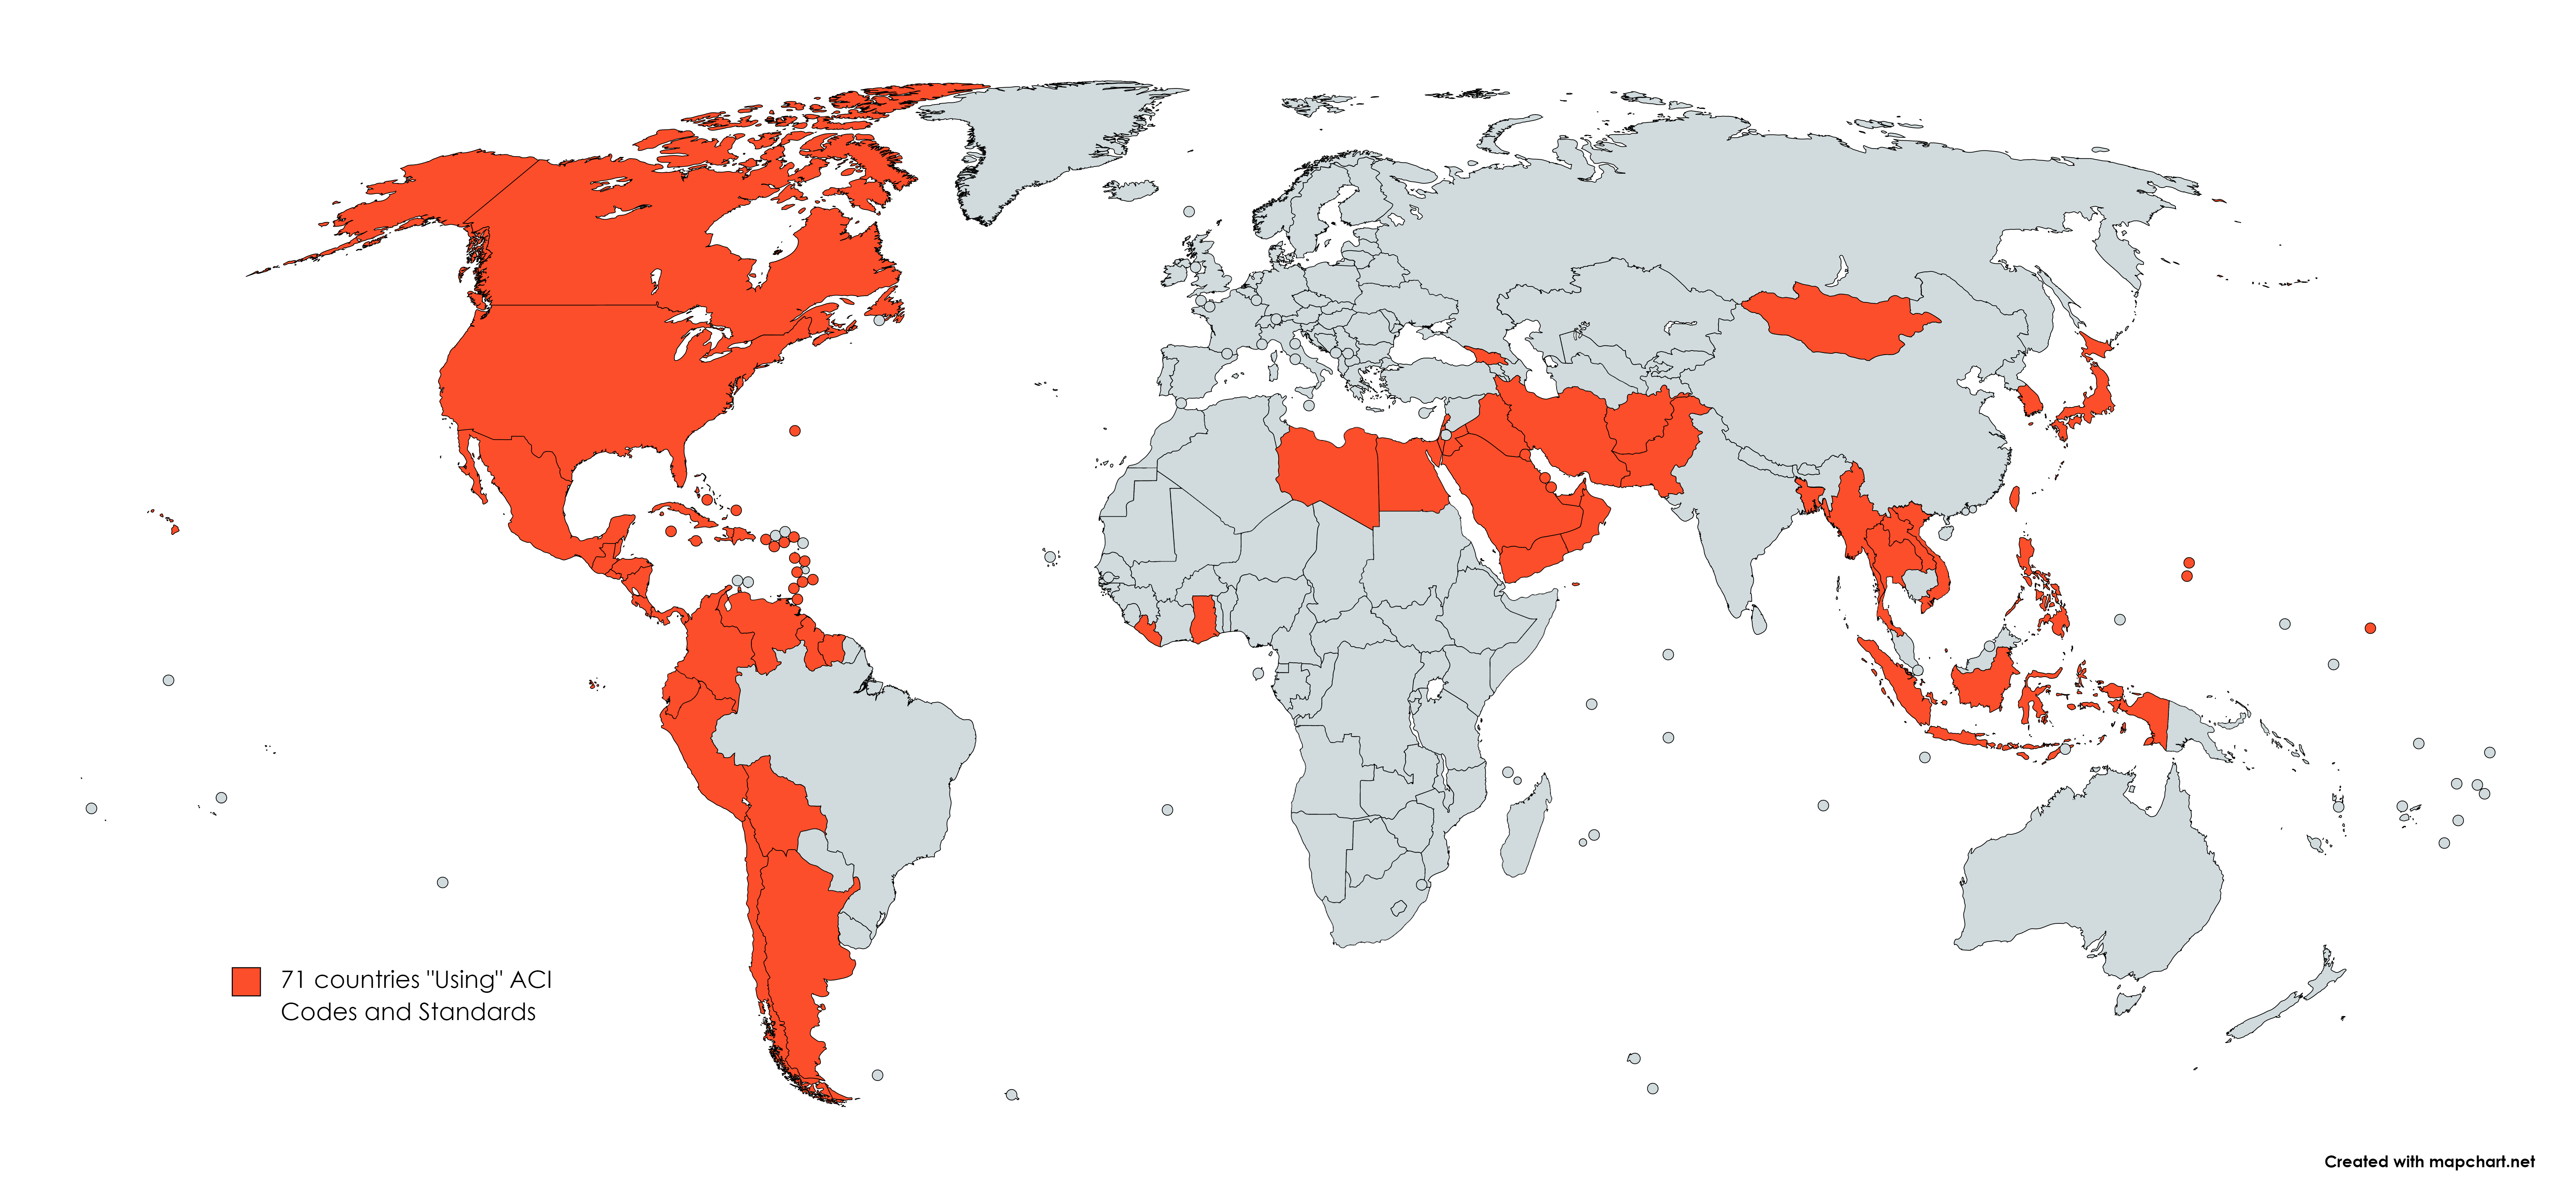 71 countries "Using" ACI
Codes and Standards
Created with mapchart.net